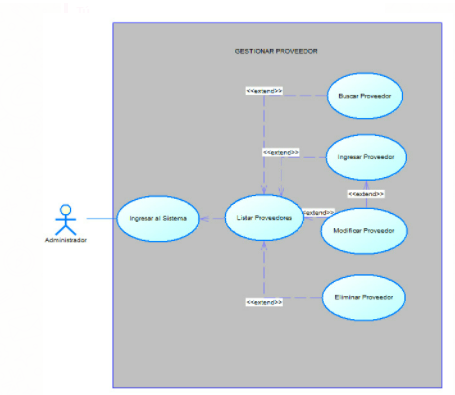 GESTIONAR PROVEEDOR
<<extend>>
Buscar Proveedor
<<extend>>
Ingresar Proveedor
<<extend>>
Ingresar al Sistema
Listar Proveedores
<<extend>>
Modificar Proveedor
Administrador
<<extend>>
Eliminar Proveedor